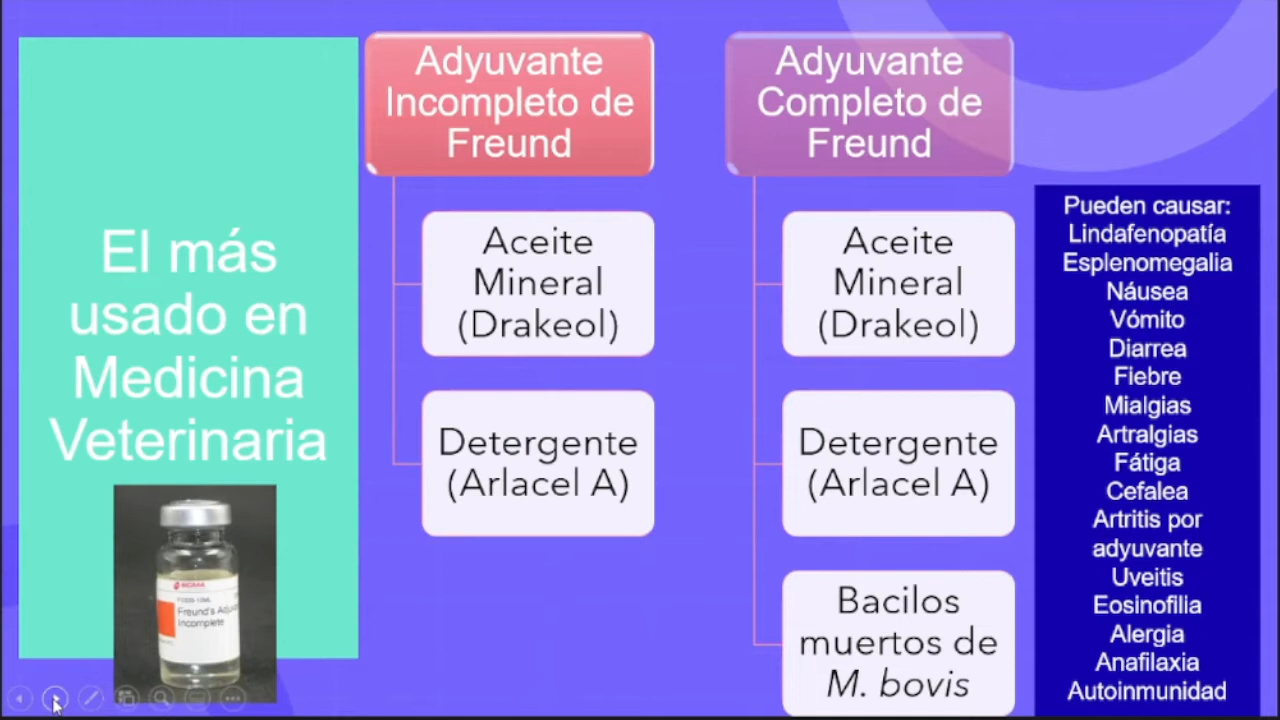 El más
usado en
Medicina
Veterinaria
SIGMA
Freund's
Incomplete
Adyuvante
Incompleto de
Freund
Aceite
Mineral
(Drakeol)
Detergente
(Arlacel A)
Adyuvante
Completo de
Freund
Aceite
Mineral
(Drakeol)
Detergente
(Arlacel A)
Bacilos
muertos de
M. bovis
Pueden causar:
Lindafenopatía
Esplenomegalia
Náusea
Vómito
Diarrea
Fiebre
Mialgias
Artralgias
Fátiga
Cefalea
Artritis por
adyuvante
Uveitis
Eosinofilia
Alergia
Anafilaxia
Autoinmunidad